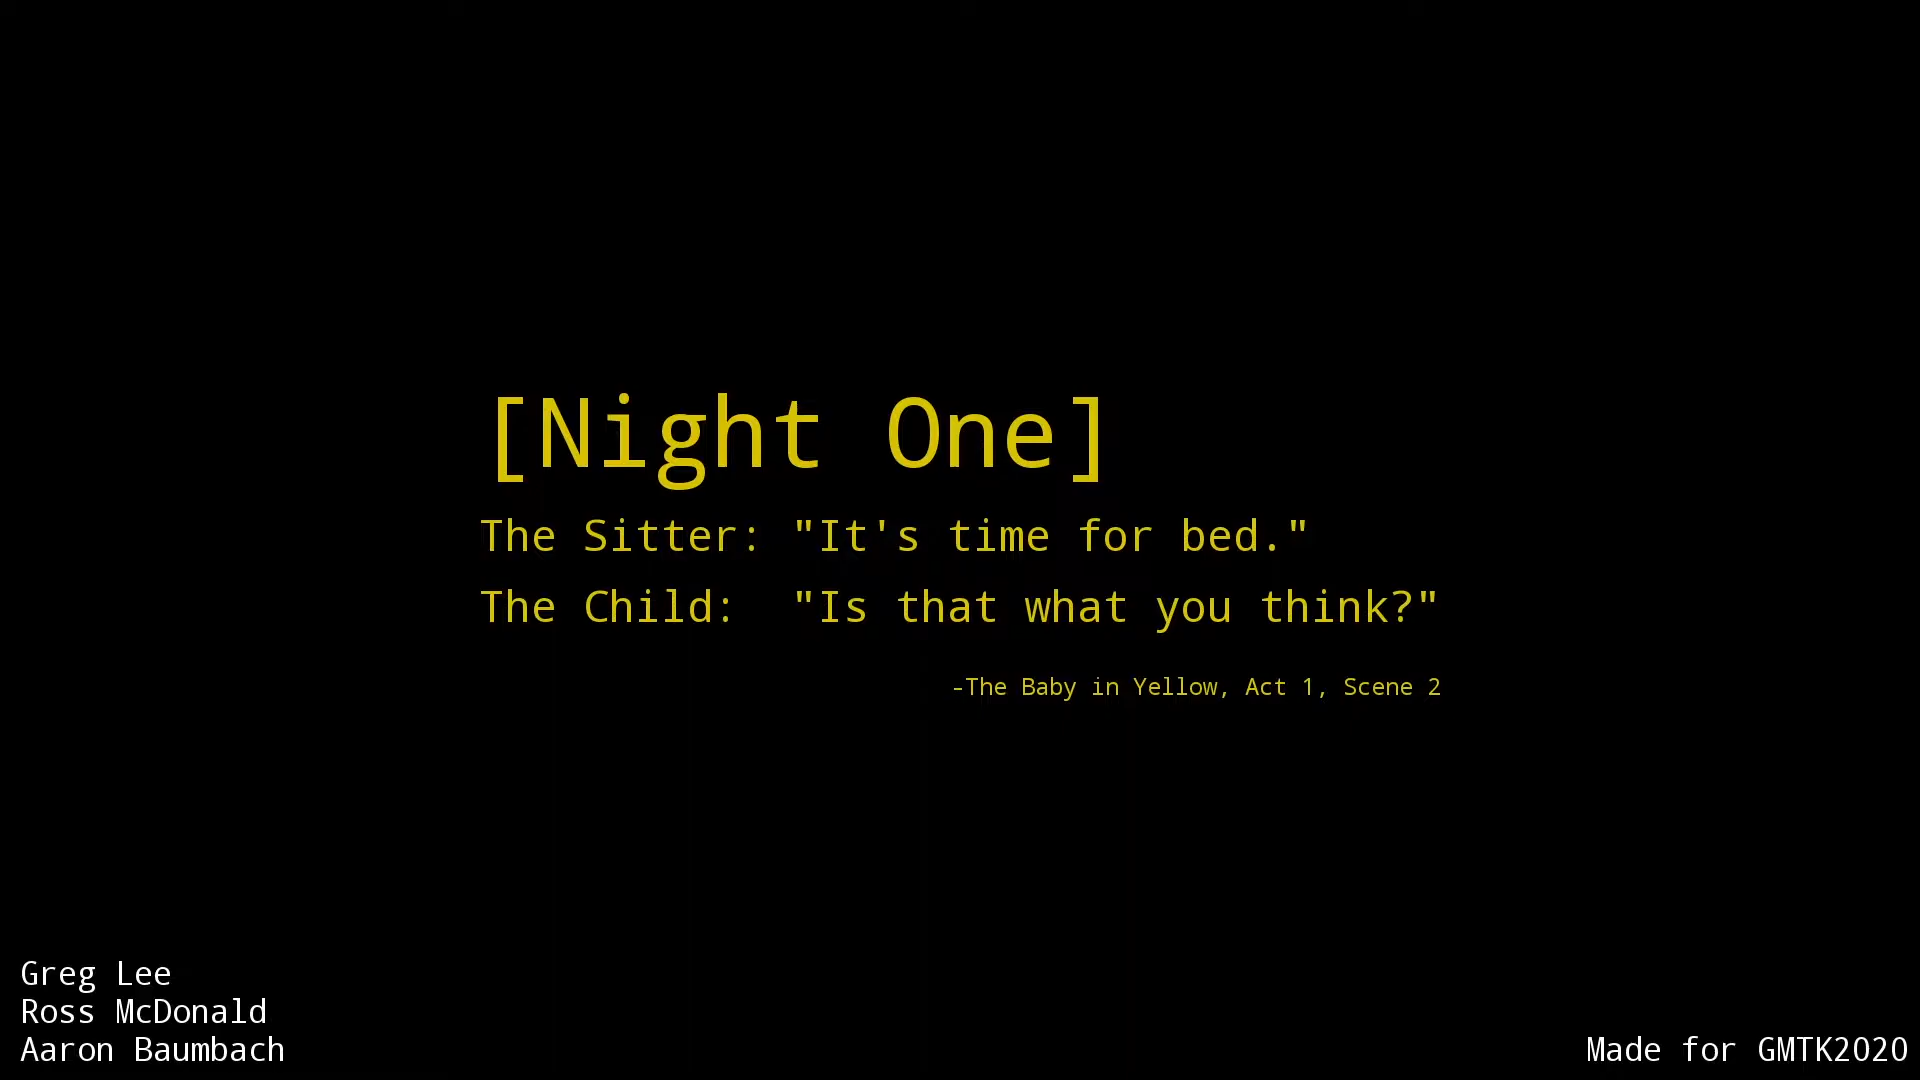 [Night One]
The Sitter: "It's time for bed."
The Child:  "Is that what you think?"
-The Baby in Yellow, Act 1, Scene 2
Greg Lee
Ross McDonald
Aaron Baumbach
Made for GMTK2020